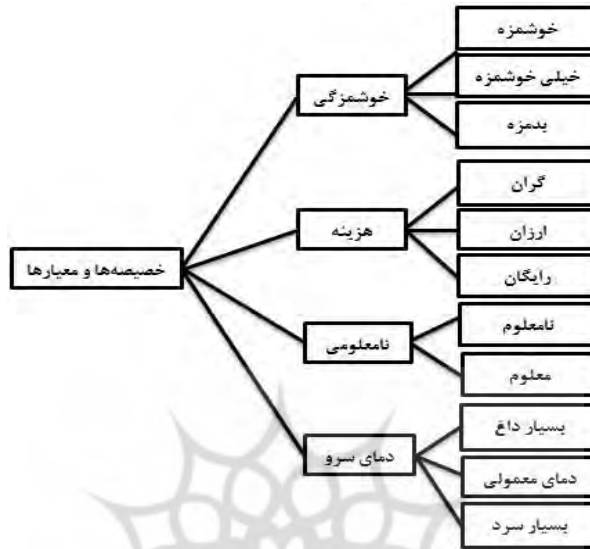 خصیصه‌ها و معیارها
خوشمزگی
خوشمزه
خیلی خوشمزه
بدمزه
هزینه
گران
ارزان
رایگان
نامعلومی
نامعلوم
معلوم
دمای سرو
بسیار داغ
دمای معمولی
بسیار سرد